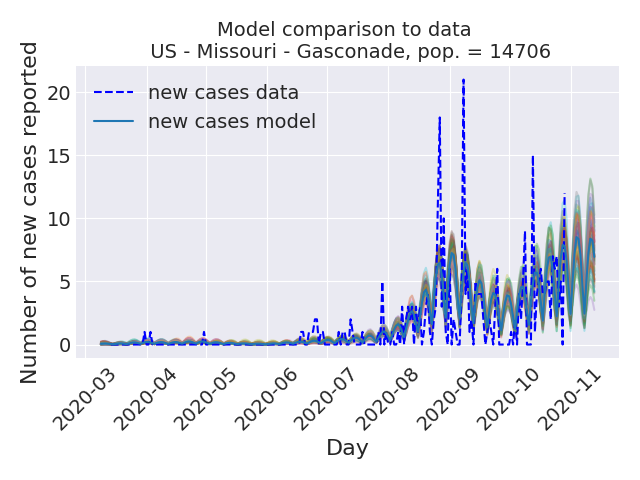 Model comparison to data
US - Missouri - Gasconade, pop. = 14706
Number of new cases reported
new cases data
new cases model
20
15
10
5
0
2020-03
2020-04
2020-05
2020-06
2020-07
2020-08
2020-09
2020-10
2020-11
Day